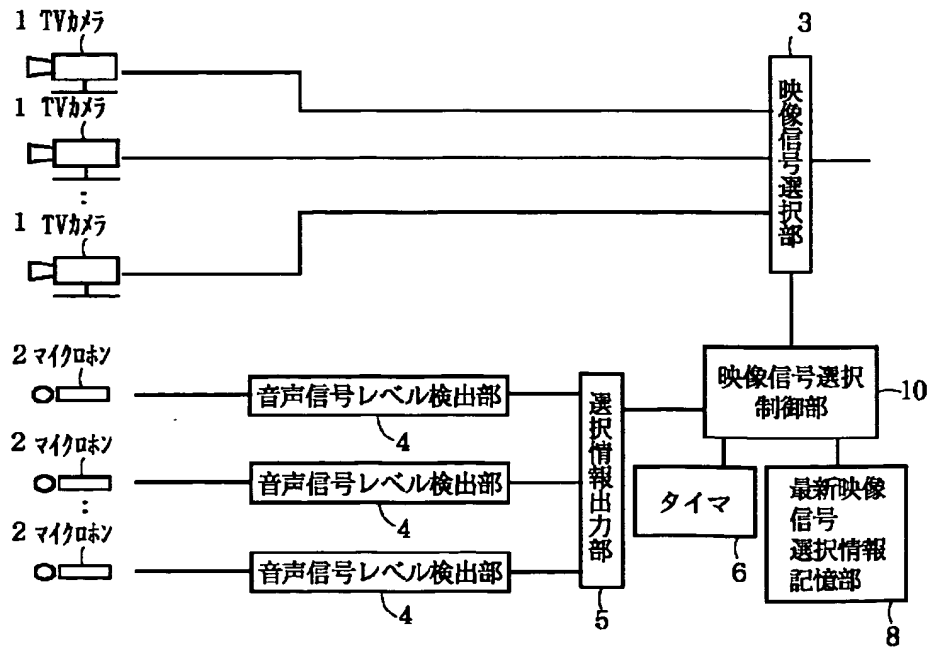 1 TVカメラ
1 TVカメラ
:
1 TVカメラ
3
映像信号選択部
2 マイクロホン
音声信号レベル検出部
4
2 マイクロホン
音声信号レベル検出部
4
:
2 マイクロホン
音声信号レベル検出部
4
選択情報出力部
5
映像信号選択
制御部
10
タイマ
6
最新映像
信号
選択情報
記憶部
8